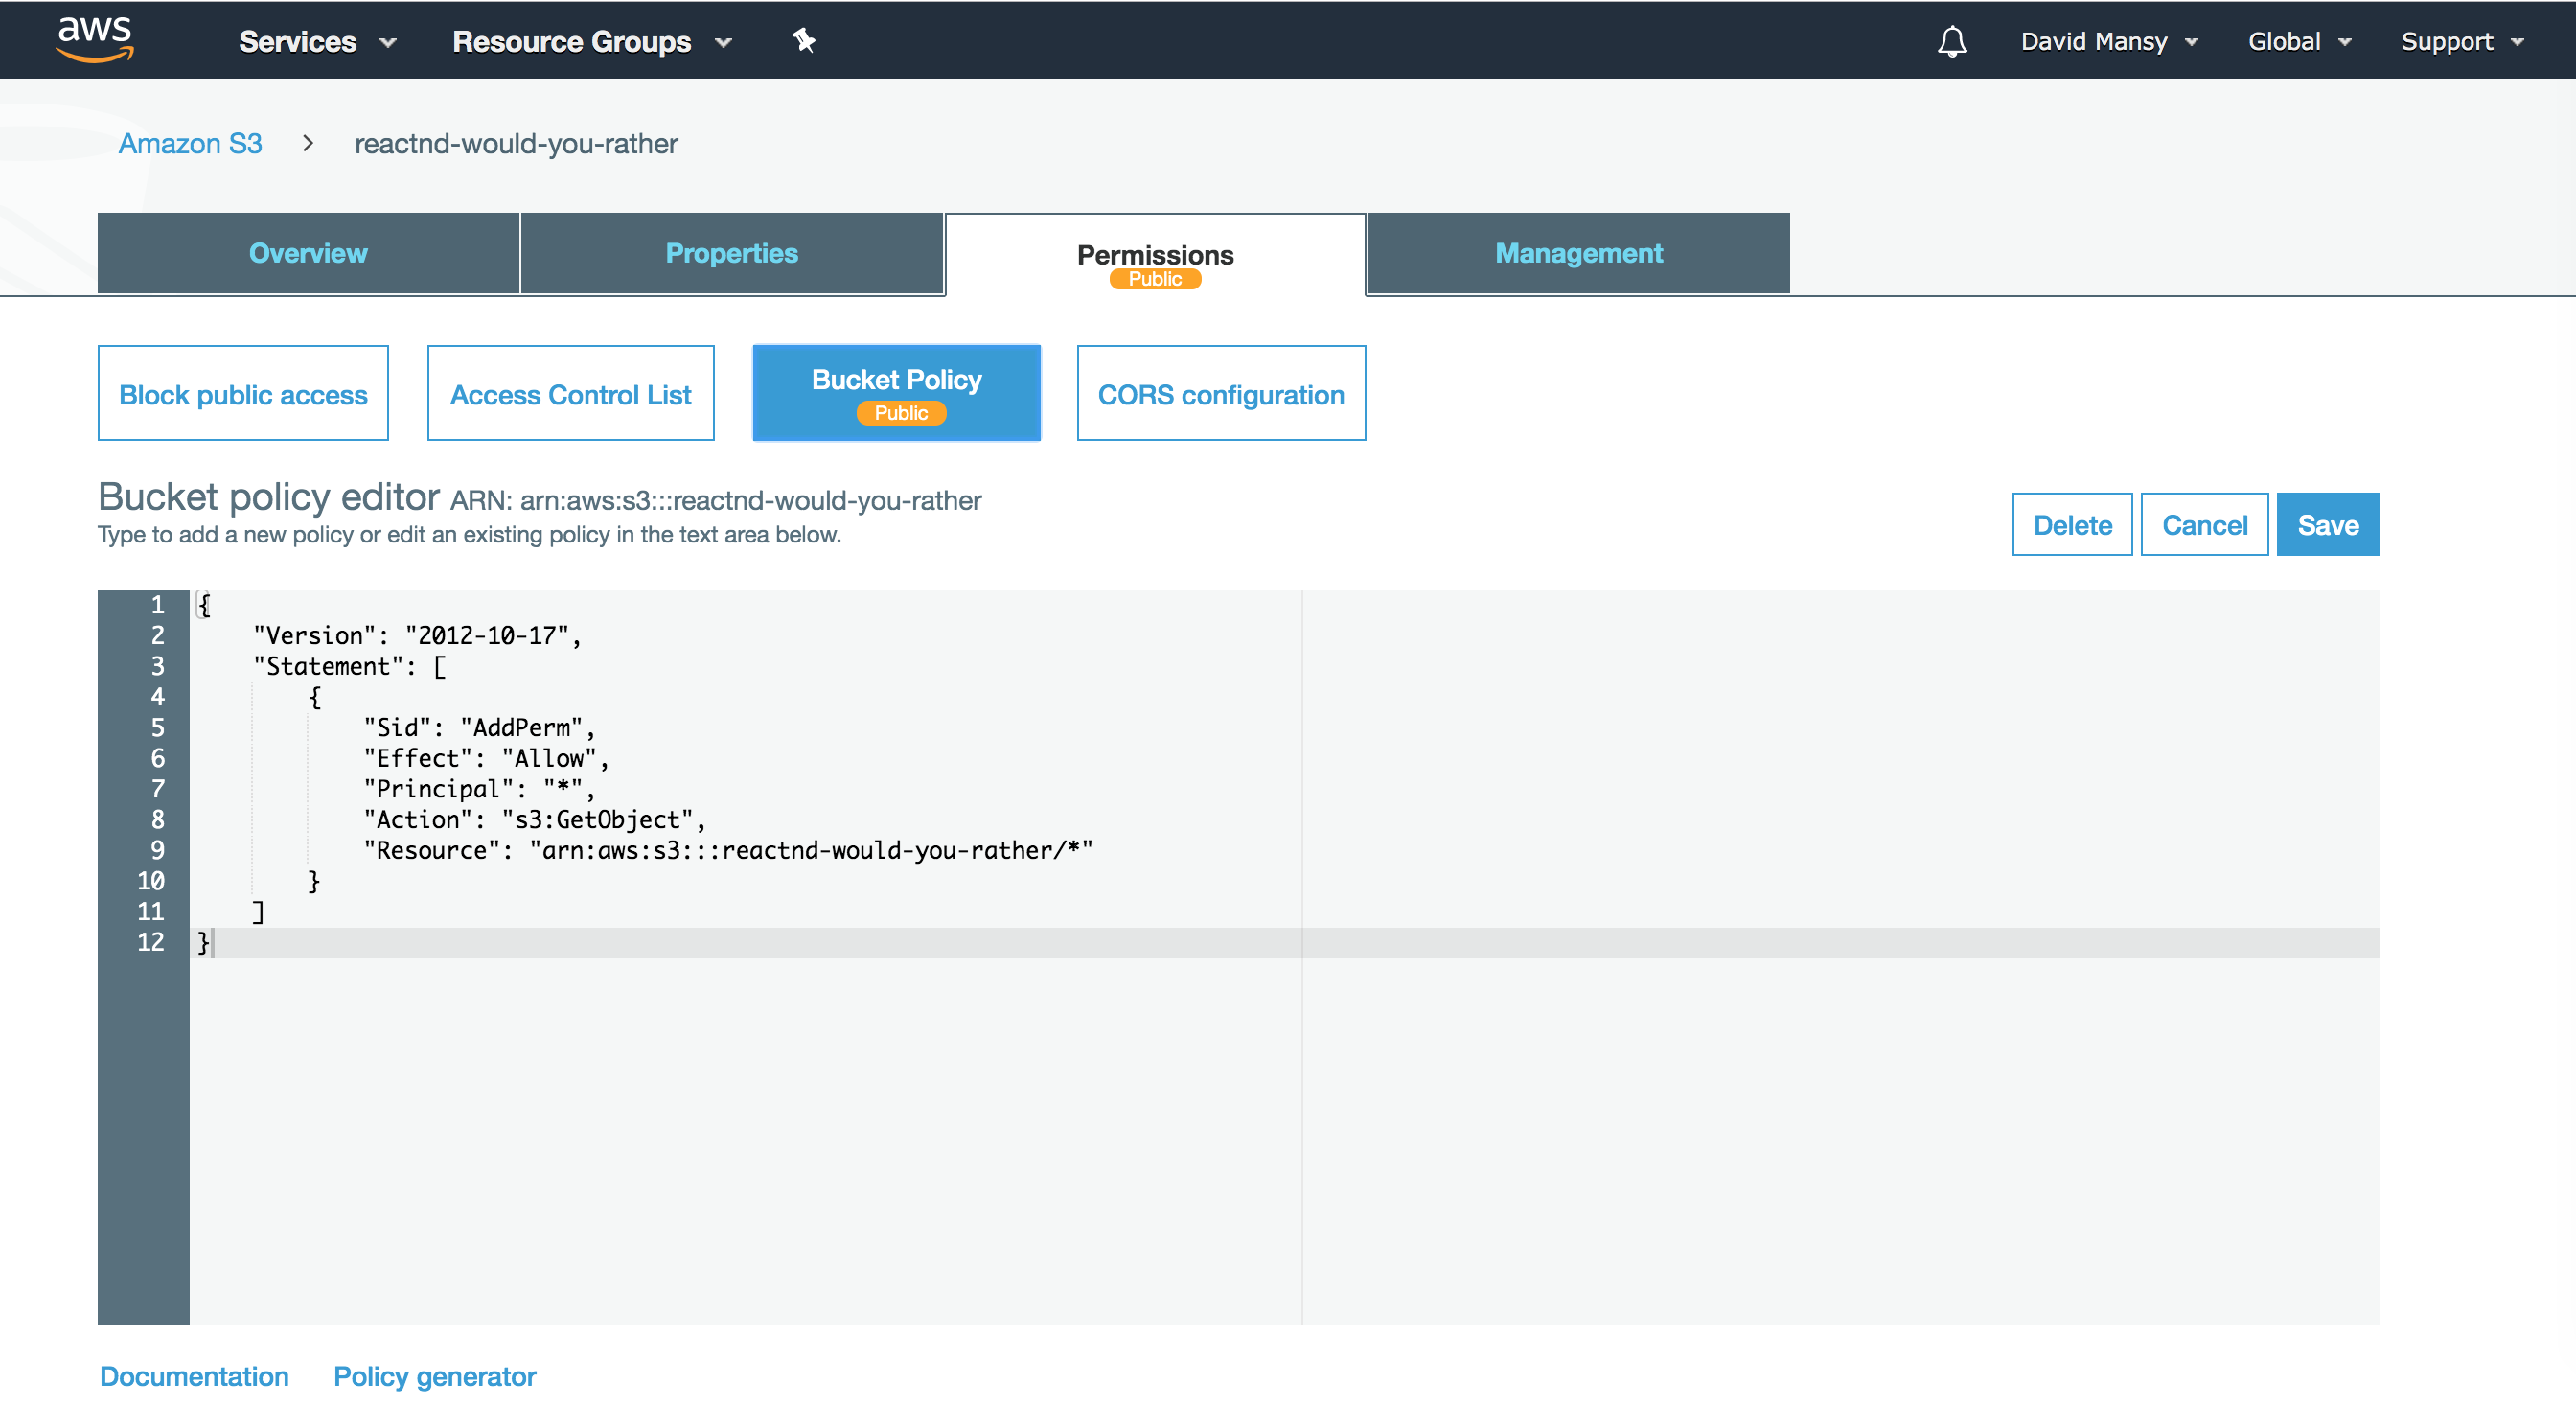 aws Services Resource Groups David Mansy Global Support
Amazon S3 > reactnd-would-you-rather
Overview Properties Permissions Management
Public
Block public access Access Control List Bucket Policy CORS configuration
Public
Bucket policy editor ARN: arn:aws:s3:::reactnd-would-you-rather
Type to add a new policy or edit an existing policy in the text area below.
Delete Cancel Save
1 {
2     "Version": "2012-10-17",
3     "Statement": [
4         {
5             "Sid": "AddPerm",
6             "Effect": "Allow",
7             "Principal": "*",
8             "Action": "s3:GetObject",
9             "Resource": "arn:aws:s3:::reactnd-would-you-rather/*"
10         }
11     ]
12 }
Documentation Policy generator